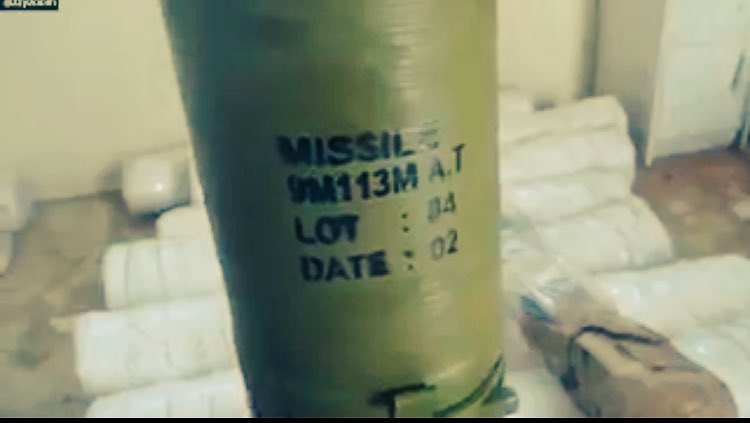 MISSILE
9M113M A.T
LOT : 04
DATE : 02